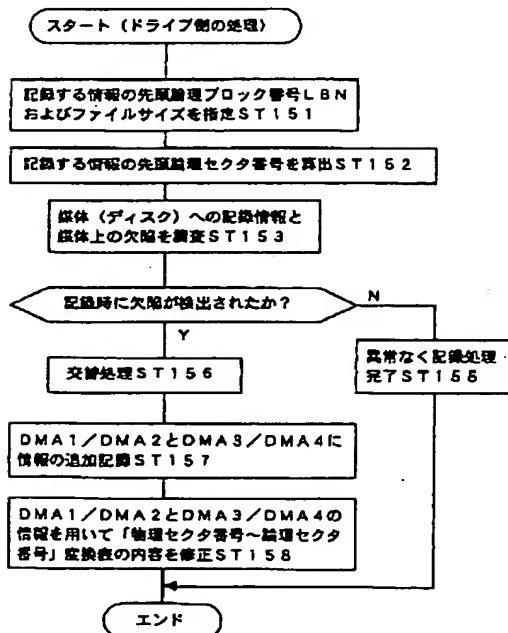 スタート（ドライブ側の処理）
記録する情報の先頭論理ブロック番号LBN
およびファイルサイズを指定ST151
記録する情報の先頭論理セクタ番号を算出ST152
媒体（ディスク）への記録情報と
媒体上の欠陥を調査ST153
記録時に欠陥が検出されたか？
N
Y
異常なく記録処理
完了ST155
交替処理ST156
DMA1／DMA2とDMA3／DMA4に
情報の追加記録ST157
DMA1／DMA2とDMA3／DMA4の
情報を用いて「物理セクタ番号～論理セクタ
番号」変換表の内容を修正ST158
エンド